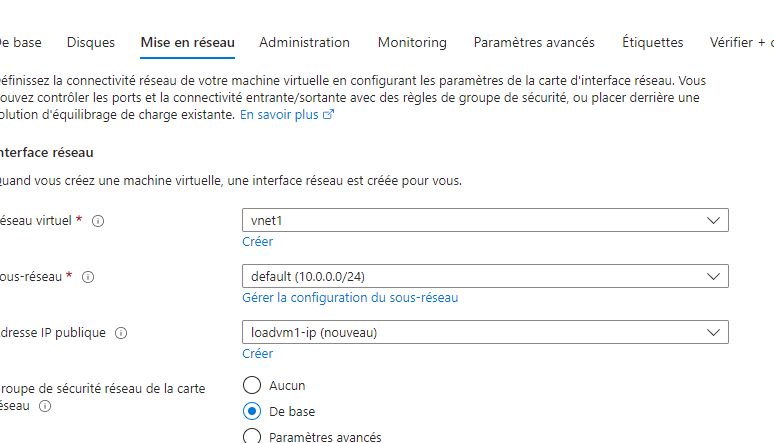 De base Disques Mise en réseau Administration Monitoring Paramètres avancés Étiquettes Vérifier +
éfinissez la connectivité réseau de votre machine virtuelle en configurant les paramètres de la carte d'interface réseau. Vous
ouvez contrôler les ports et la connectivité entrante/sortante avec des règles de groupe de sécurité, ou placer derrière une
olution d'équilibrage de charge existante. En savoir plus
nterface réseau
Quand vous créez une machine virtuelle, une interface réseau est créée pour vous.
éseau virtuel * vnet1
Créer
ous-réseau * default (10.0.0.0/24)
Gérer la configuration du sous-réseau
dresse IP publique loadvm1-ip (nouveau)
Créer
roupe de sécurité réseau de la carte
éseau
Aucun
De base
Paramètres avancés